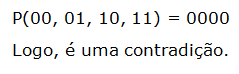 P(00, 01, 10, 11) = 0000
Logo, é uma contradição.